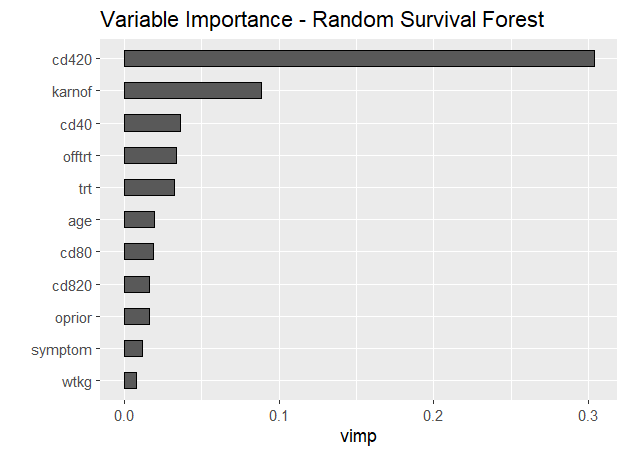 Variable Importance - Random Survival Forest
cd420
karnof
cd40
offtrt
trt
age
cd80
cd820
oprior
symptom
wtkg
0.0 0.1 0.2 0.3
vimp